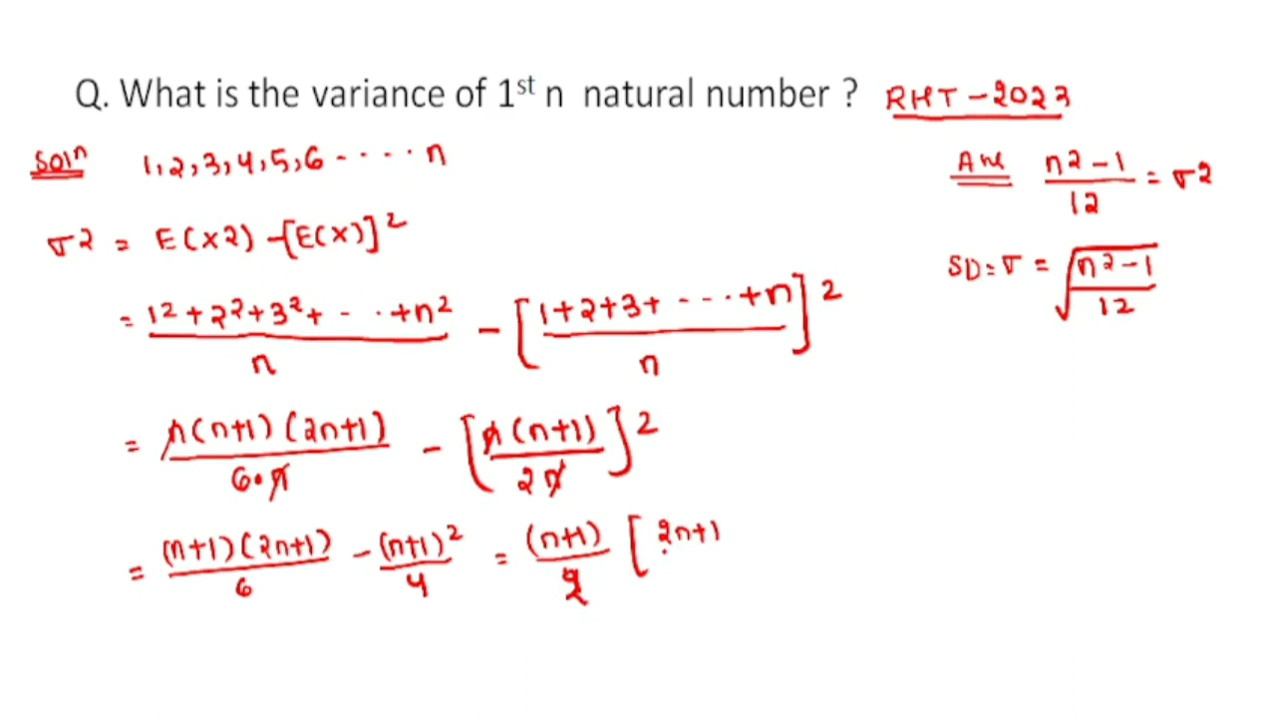 Q. What is the variance of 1st n natural number ? RHT - 2023
Soln 1, 2, 3, 4, 5, 6 - · · · · n
Ans n2 - 1 / 12 = σ2
σ2 = E(x2) - [E(x)]2
SD = σ = √(n2 - 1 / 12)
= 12 + 22 + 32 + - · · + n2 / n - [1 + 2 + 3 + - - · · + n / n]2
= n(n+1)(2n+1) / 6·n - [n(n+1) / 2n]2
= (n+1)(2n+1) / 6 - (n+1)2 / 4 = (n+1) / 2 [2n+1